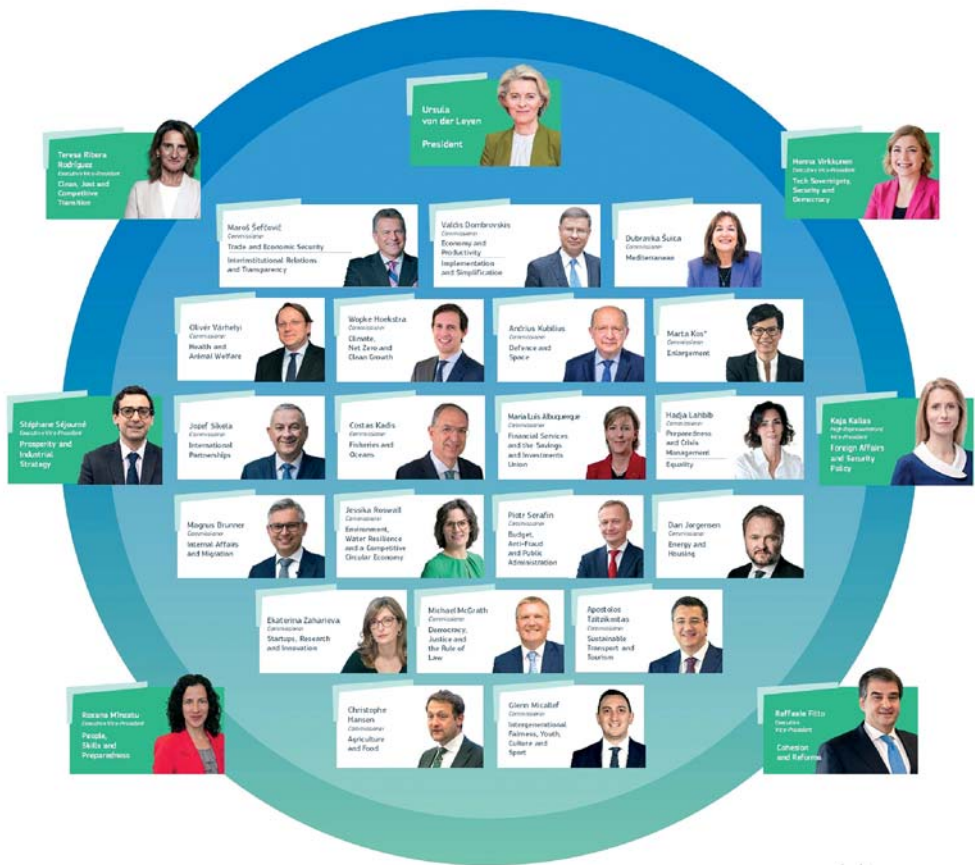 Ursula
von der Leyen
President
Teresa Ribera
Rodríguez
Executive Vice-President
Clean, Just and
Competitive
Transition
Henna Virkkunen
Executive Vice-President
Tech Sovereignty,
Security and
Democracy
Maroš Šefčovič
Commissioner
Trade and Economic Security
Interinstitutional Relations
and Transparency
Valdis Dombrovskis
Commissioner
Economy and
Productivity
Implementation
and Simplification
Dubravka Šuica
Commissioner
Mediterranean
Olivér Várhelyi
Commissioner
Health and
Animal Welfare
Wopke Hoekstra
Commissioner
Climate,
Net Zero and
Clean Growth
Andrius Kubilius
Commissioner
Defence and
Space
Marta Kos*
Commissioner
Enlargement
Stéphane Séjourné
Executive Vice-President
Prosperity and
Industrial
Strategy
Jozef Síkela
Commissioner
International
Partnerships
Costas Kadis
Commissioner
Fisheries and
Oceans
Maria Luís Albuquerque
Commissioner
Financial Services
and the Savings
and Investments
Union
Hadja Lahbib
Commissioner
Preparedness
and Crisis
Management
Equality
Kaja Kallas
High Representative
Vice-President
Foreign Affairs
and Security
Policy
Magnus Brunner
Commissioner
Internal Affairs
and Migration
Jessika Roswall
Commissioner
Environment,
Water Resilience
and a Competitive
Circular Economy
Piotr Serafin
Commissioner
Budget,
Anti-Fraud
and Public
Administration
Dan Jørgensen
Commissioner
Energy and
Housing
Ekaterina Zaharieva
Commissioner
Startups, Research
and Innovation
Michael McGrath
Commissioner
Democracy,
Justice and
the Rule of
Law
Apostolos
Tzitzikostas
Commissioner
Sustainable
Transport and
Tourism
Roxana Mînzatu
Executive Vice-President
People,
Skills and
Preparedness
Christophe
Hansen
Commissioner
Agriculture
and Food
Glenn Micallef
Commissioner
Intergenerational
Fairness, Youth,
Culture and
Sport
Raffaele Fitto
Executive
Vice-President
Cohesion
and Reforms